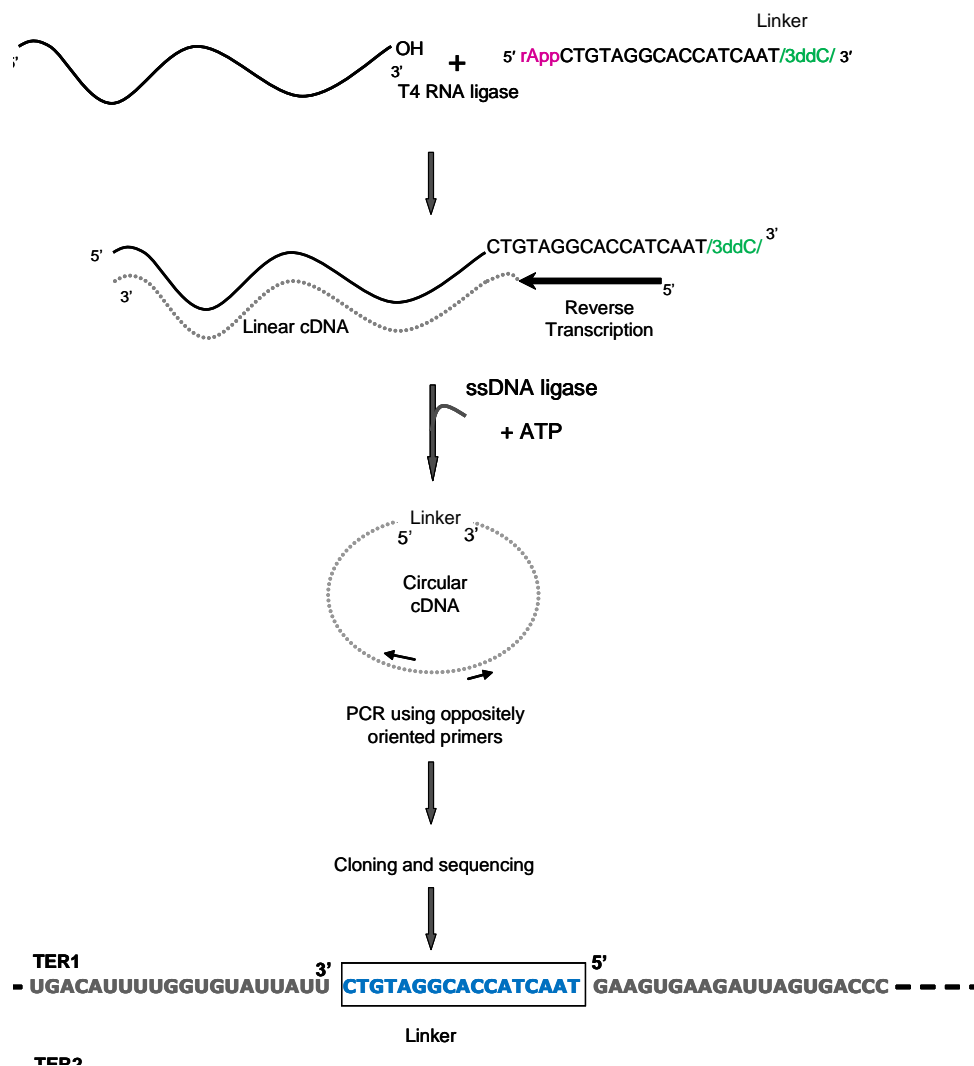 Linker
OH
5'
3'
+
5' rAppCTGTAGGCACCATCAAT/3ddC/ 3'
T4 RNA ligase
5'
CTGTAGGCACCATCAAT/3ddC/ 3'
3'
5'
Linear cDNA
Reverse
Transcription
ssDNA ligase
+ ATP
Linker
5' 3'
Circular
cDNA
PCR using oppositely
oriented primers
Cloning and sequencing
TER1
3' 5'
UGACAUUUUGGUGUAUUAUU CTGTAGGCACCATCAAT GAAGUGAAGAUUAGUGACCC
Linker
TER2